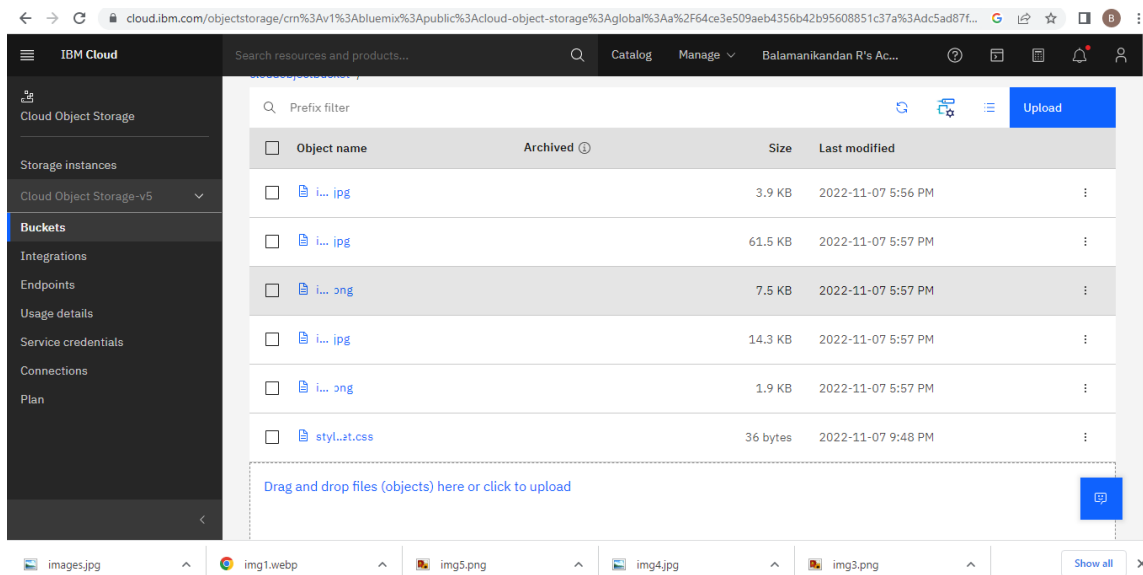 cloud.ibm.com/objectstorage/crn%3Av1%3Abluemix%3Apublic%3Acloud-object-storage%3Aglobal%3Aa%2F64ce3e509aeb4356b42b95608851c37a%3Adc5ad87f... B
IBM Cloud Search resources and products... Catalog Manage Balamanikandan R's Ac...
Cloud Object Storage
Storage instances
Cloud Object Storage-v5
Buckets
Integrations
Endpoints
Usage details
Service credentials
Connections
Plan
Prefix filter Upload
Object name Archived Size Last modified
i... jpg 3.9 KB 2022-11-07 5:56 PM
i... jpg 61.5 KB 2022-11-07 5:57 PM
i... png 7.5 KB 2022-11-07 5:57 PM
i... jpg 14.3 KB 2022-11-07 5:57 PM
i... png 1.9 KB 2022-11-07 5:57 PM
styl..et.css 36 bytes 2022-11-07 9:48 PM
Drag and drop files (objects) here or click to upload
images.jpg img1.webp img5.png img4.jpg img3.png Show all